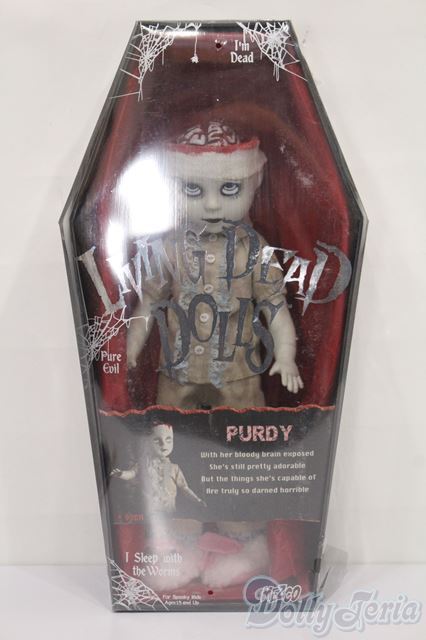 I'm
Dead
LIVING DEAD
DOLLS
Pure
Evil
PURDY
With her bloody brain exposed
She's still pretty adorable
But the things she's capable of
Are truly so darned horrible
I Sleep with
the Worms
For Spooky Kids
Ages 15 and Up
MEZCO
DollyTeria